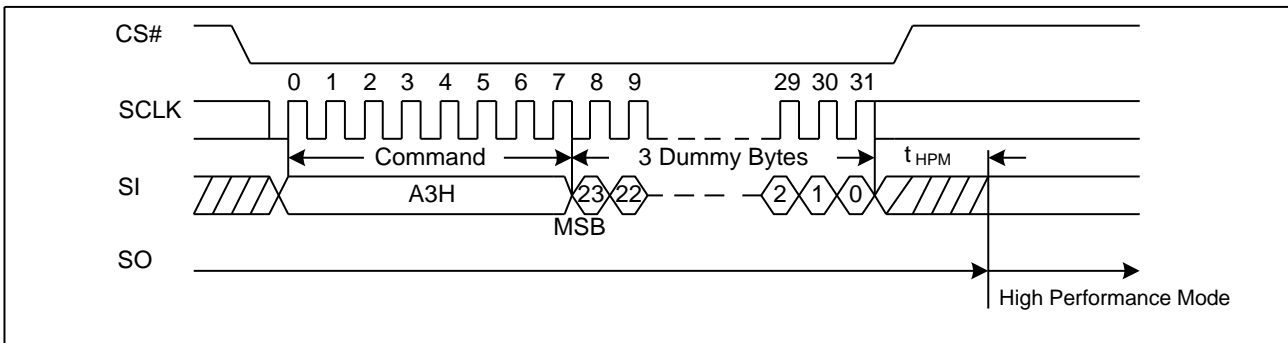 CS#
0 1 2 3 4 5 6 7 8 9 29 30 31
SCLK
Command 3 Dummy Bytes tHPM
SI A3H 23 22 2 1 0
MSB
SO
High Performance Mode